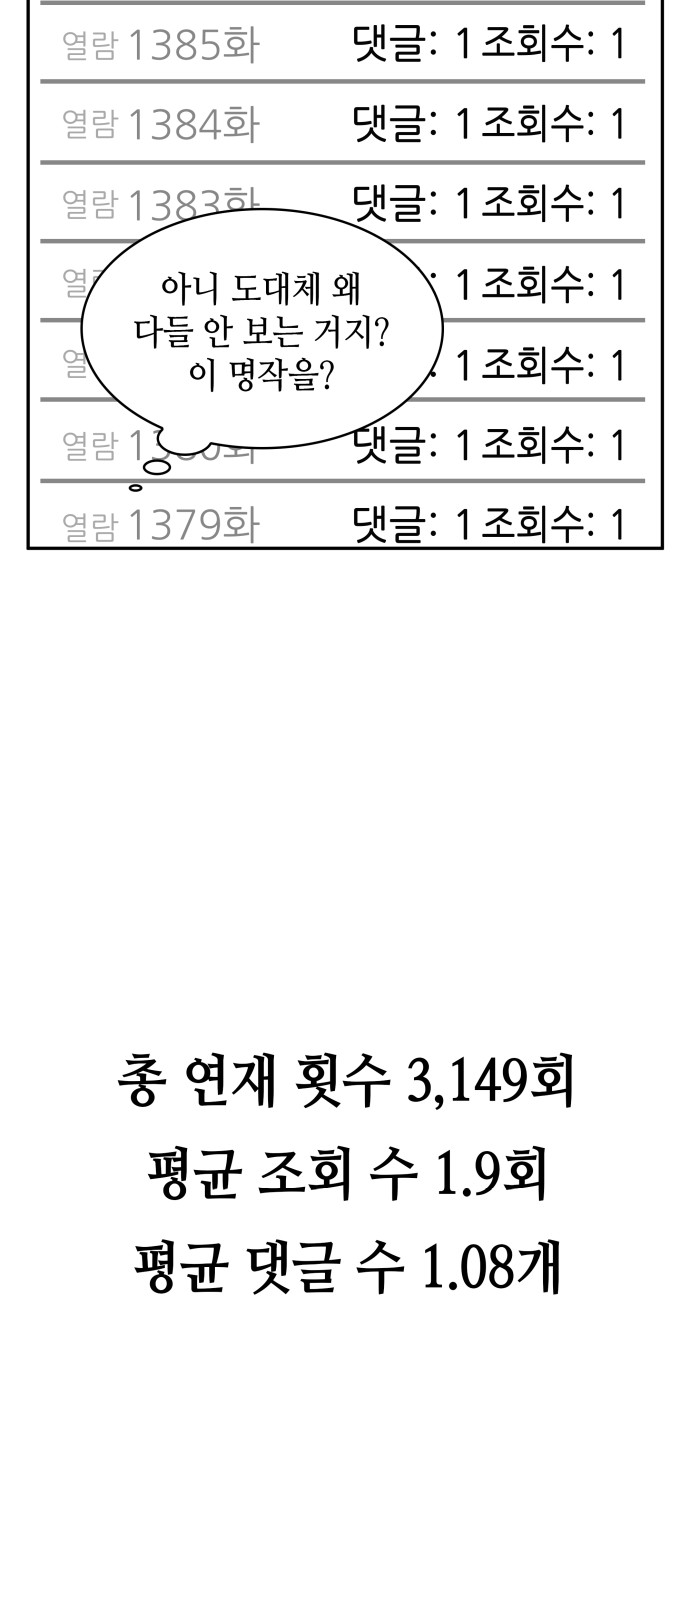 열람 1385화 댓글: 1 조회수: 1
열람 1384화 댓글: 1 조회수: 1
열람 1383화 댓글: 1 조회수: 1
: 1 조회수: 1
아니 도대체 왜
다들 안 보는 거지?
이 명작을?
: 1 조회수: 1
열람 댓글: 1 조회수: 1
열람 1379화 댓글: 1 조회수: 1
총 연재 횟수 3,149회
평균 조회 수 1.9회
평균 댓글 수 1.08개